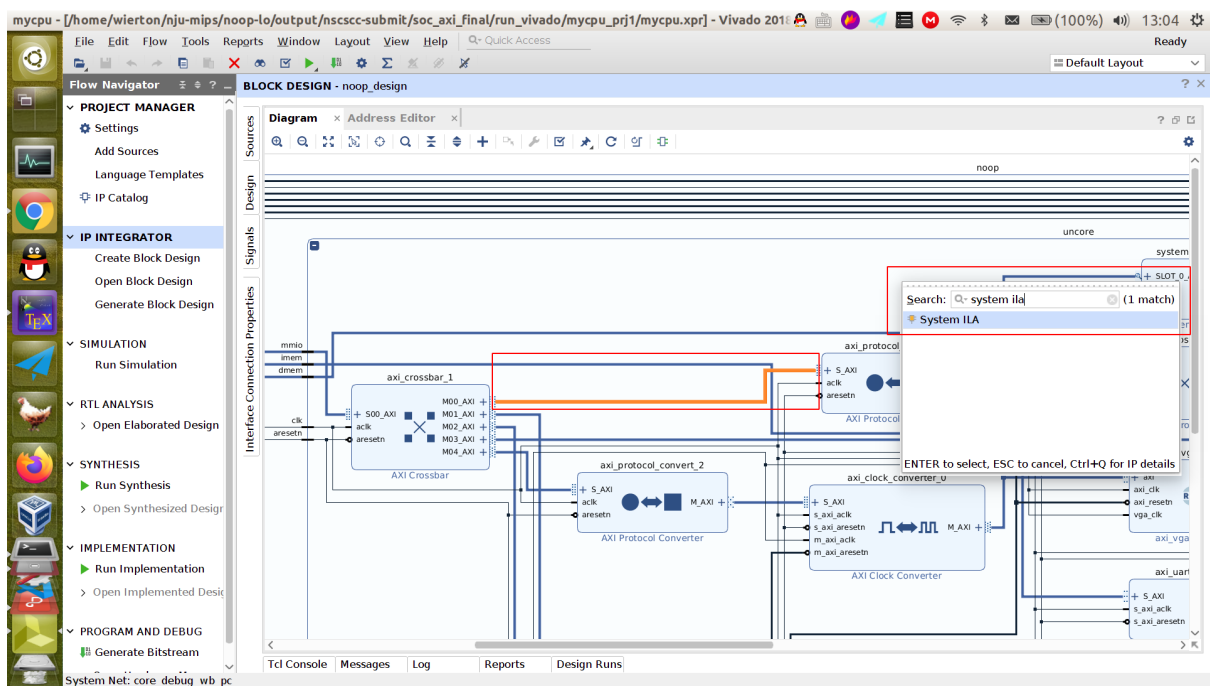 mycpu - [/home/wierton/nju-mips/noop-lo/output/nscscc-submit/soc_axi_final/run_vivado/mycpu_prj1/mycpu.xpr] - Vivado 201
(100%) 13:04
File Edit Flow Tools Reports Window Layout View Help Quick Access Ready
Default Layout
Flow Navigator
PROJECT MANAGER
Settings
Add Sources
Language Templates
IP Catalog
IP INTEGRATOR
Create Block Design
Open Block Design
Generate Block Design
SIMULATION
Run Simulation
RTL ANALYSIS
Open Elaborated Design
SYNTHESIS
Run Synthesis
Open Synthesized Design
IMPLEMENTATION
Run Implementation
Open Implemented Desig
PROGRAM AND DEBUG
Generate Bitstream
System Net: core_debug_wb_pc
BLOCK DESIGN - noop_design
Sources
Design
Signals
Interface Connection Properties
Diagram Address Editor
noop
uncore
system
SLOT_0_
Search: system ila (1 match)
System ILA
ENTER to select, ESC to cancel, Ctrl+Q for IP details
mmio
imem
dmem
clk
aresetn
axi_crossbar_1
S00_AXI
aclk
aresetn
M00_AXI
M01_AXI
M02_AXI
M03_AXI
M04_AXI
AXI Crossbar
axi_protocol
S_AXI
aclk
aresetn
AXI Protocol
axi_protocol_convert_2
S_AXI
aclk
aresetn
M_AXI
AXI Protocol Converter
axi_clock_converter_0
S_AXI
s_axi_aclk
s_axi_aresetn
m_axi_aclk
m_axi_aresetn
M_AXI
AXI Clock Converter
axi
axi_clk
axi_resetn
vga_clk
axi_vga
axi_uar
S_AXI
s_axi_aclk
s_axi_aresetn
Tcl Console Messages Log Reports Design Runs